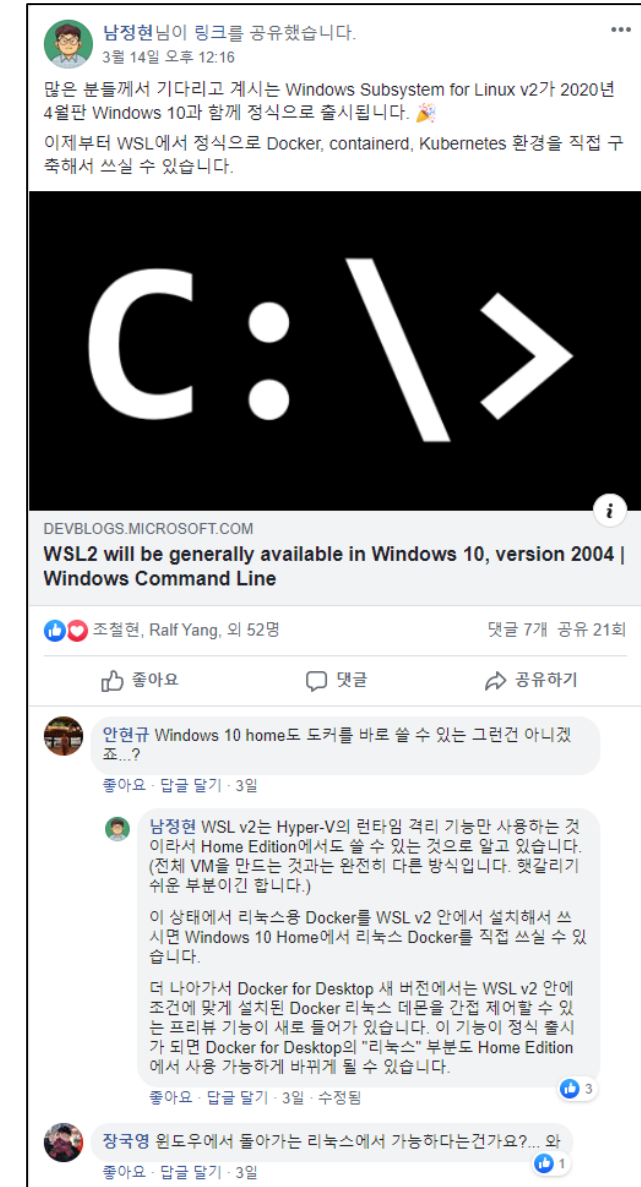 남정현님이 링크를 공유했습니다.
3월 14일 오후 12:16
많은 분들께서 기다리고 계시는 Windows Subsystem for Linux v2가 2020년
4월판 Windows 10과 함께 정식으로 출시됩니다. 🎉
이제부터 WSL에서 정식으로 Docker, containerd, Kubernetes 환경을 직접 구
축해서 쓰실 수 있습니다.
C:\>
i
DEVBLOGS.MICROSOFT.COM
WSL2 will be generally available in Windows 10, version 2004 |
Windows Command Line
조철현, Ralf Yang, 외 52명
댓글 7개 공유 21회
좋아요 댓글 공유하기
안현규 Windows 10 home도 도커를 바로 쓸 수 있는 그런건 아니겠
죠...?
좋아요 · 답글 달기 · 3일
남정현 WSL v2는 Hyper-V의 런타임 격리 기능만 사용하는 것
이라서 Home Edition에서도 쓸 수 있는 것으로 알고 있습니다.
(전체 VM을 만드는 것과는 완전히 다른 방식입니다. 햇갈리기
쉬운 부분이긴 합니다.)
이 상태에서 리눅스용 Docker를 WSL v2 안에서 설치해서 쓰
시면 Windows 10 Home에서 리눅스 Docker를 직접 쓰실 수 있
습니다.
더 나아가서 Docker for Desktop 새 버전에서는 WSL v2 안에
조건에 맞게 설치된 Docker 리눅스 데몬을 간접 제어할 수 있
는 프리뷰 기능이 새로 들어가 있습니다. 이 기능이 정식 출시
가 되면 Docker for Desktop의 "리눅스" 부분도 Home Edition
에서 사용 가능하게 바뀌게 될 수 있습니다.
3
좋아요 · 답글 달기 · 3일 · 수정됨
장국영 윈도우에서 돌아가는 리눅스에서 가능하다는건가요?... 와
1
좋아요 · 답글 달기 · 3일